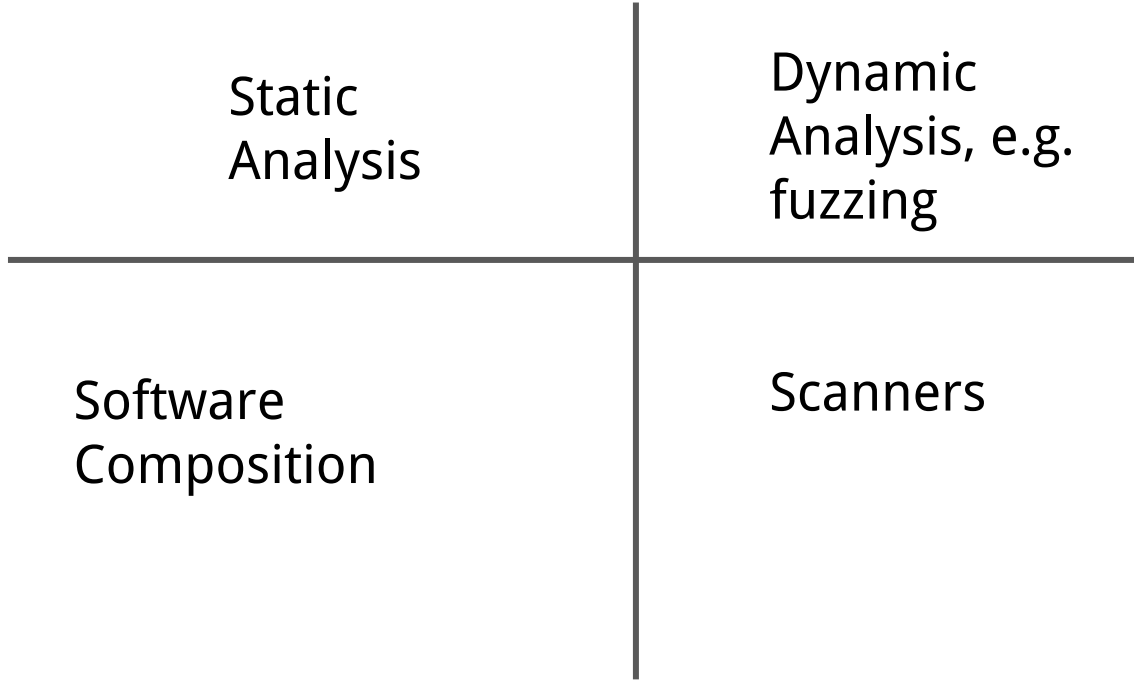 Static
Analysis
Dynamic
Analysis, e.g.
fuzzing
Software
Composition
Scanners